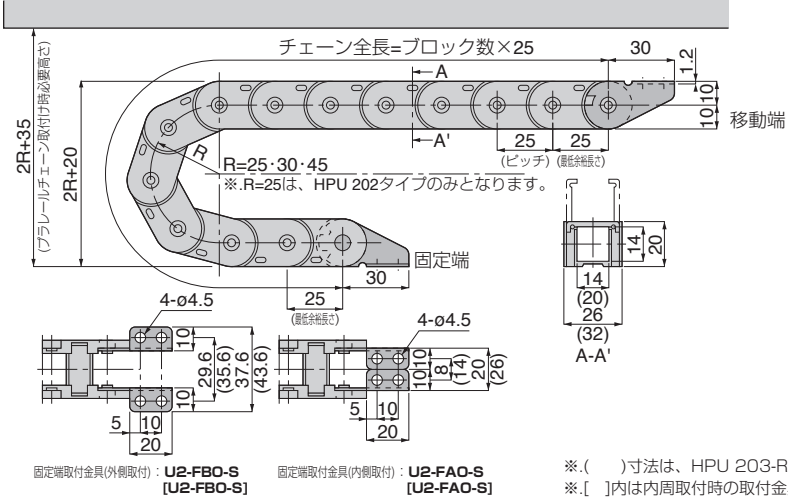 チェーン全長=ブロック数×25
30
1.2
A
10
10
移動端
A'
25
25
(ピッチ)
(最低余裕長さ)
2R+35
(プラレールチェーン取付け時必要高さ)
2R+20
R
R=25·30·45
※.R=25は、HPU 202タイプのみとなります。
固定端
30
25
(最低余裕長さ)
14
20
14
(20)
26
(32)
A-A'
4-ø4.5
10
29.6
(35.6)
37.6
(43.6)
10
5
10
20
4-ø4.5
10
10
8
(14)
20
(26)
5
10
20
固定端取付金具(外側取付) : U2-FBO-S
[U2-FBO-S]
固定端取付金具(内側取付) : U2-FAO-S
[U2-FAO-S]
※.( )寸法は、HPU 203-R
※.[ ]内は内周取付時の取付金